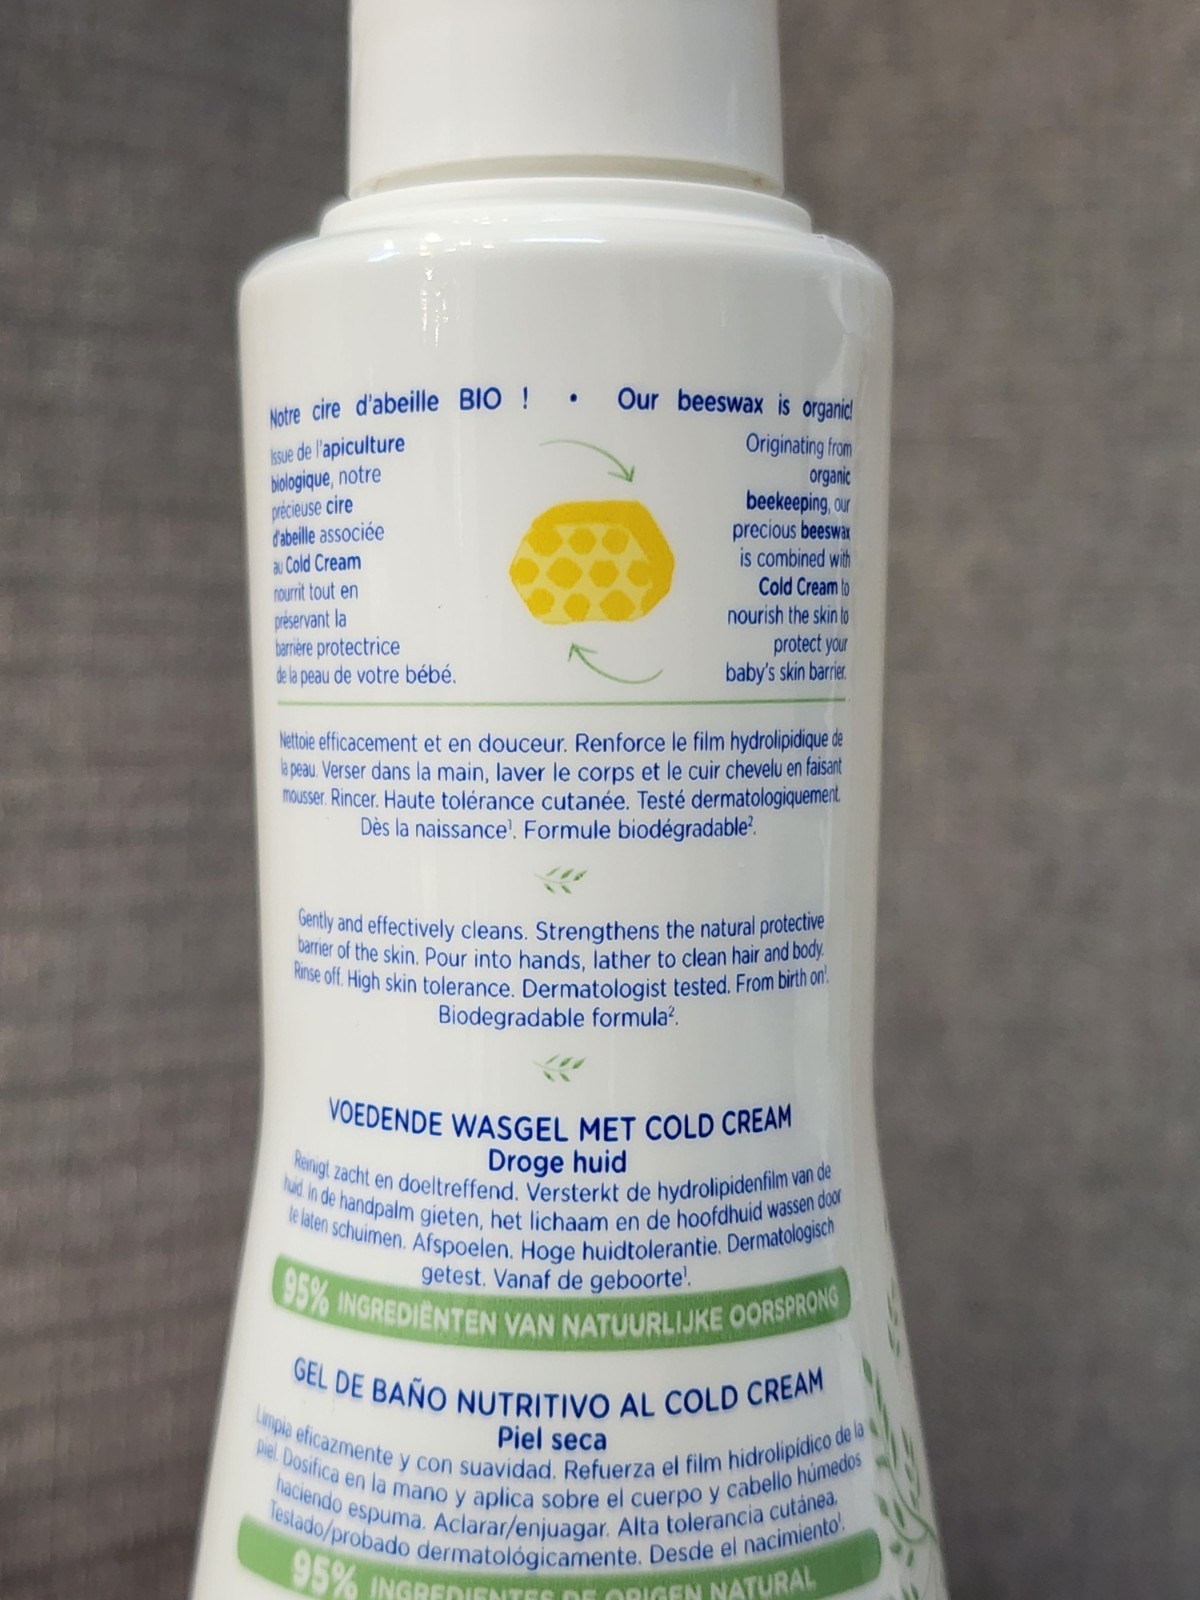 Notre cire d'abeille BIO ! • Our beeswax is organic!
Issue de l'apiculture
biologique, notre
précieuse cire
d'abeille associée
au Cold Cream
nourrit tout en
préservant la
barrière protectrice
de la peau de votre bébé.
Originating from
organic
beekeeping, our
precious beeswax
is combined with
Cold Cream to
nourish the skin to
protect your
baby's skin barrier.
Nettoie efficacement et en douceur. Renforce le film hydrolipidique de
la peau. Verser dans la main, laver le corps et le cuir chevelu en faisant
mousser. Rincer. Haute tolérance cutanée. Testé dermatologiquement.
Dès la naissance¹. Formule biodégradable².
Gently and effectively cleans. Strengthens the natural protective
barrier of the skin. Pour into hands, lather to clean hair and body.
Rinse off. High skin tolerance. Dermatologist tested. From birth on¹.
Biodegradable formula².
VOEDENDE WASGEL MET COLD CREAM
Droge huid
Reinigt zacht en doeltreffend. Versterkt de hydrolipidenfilm van de
huid. In de handpalm gieten, het lichaam en de hoofdhuid wassen door
te laten schuimen. Afspoelen. Hoge huidtolerantie. Dermatologisch
getest. Vanaf de geboorte¹.
95% INGREDIËNTEN VAN NATUURLIJKE OORSPRONG
GEL DE BAÑO NUTRITIVO AL COLD CREAM
Piel seca
Limpia eficazmente y con suavidad. Refuerza el film hidrolipídico de la
piel. Dosifica en la mano y aplica sobre el cuerpo y cabello húmedos
haciendo espuma. Aclarar/enjuagar. Alta tolerancia cutánea.
Testado/probado dermatológicamente. Desde el nacimiento¹.
95% INGREDIENTES DE ORIGEN NATURAL